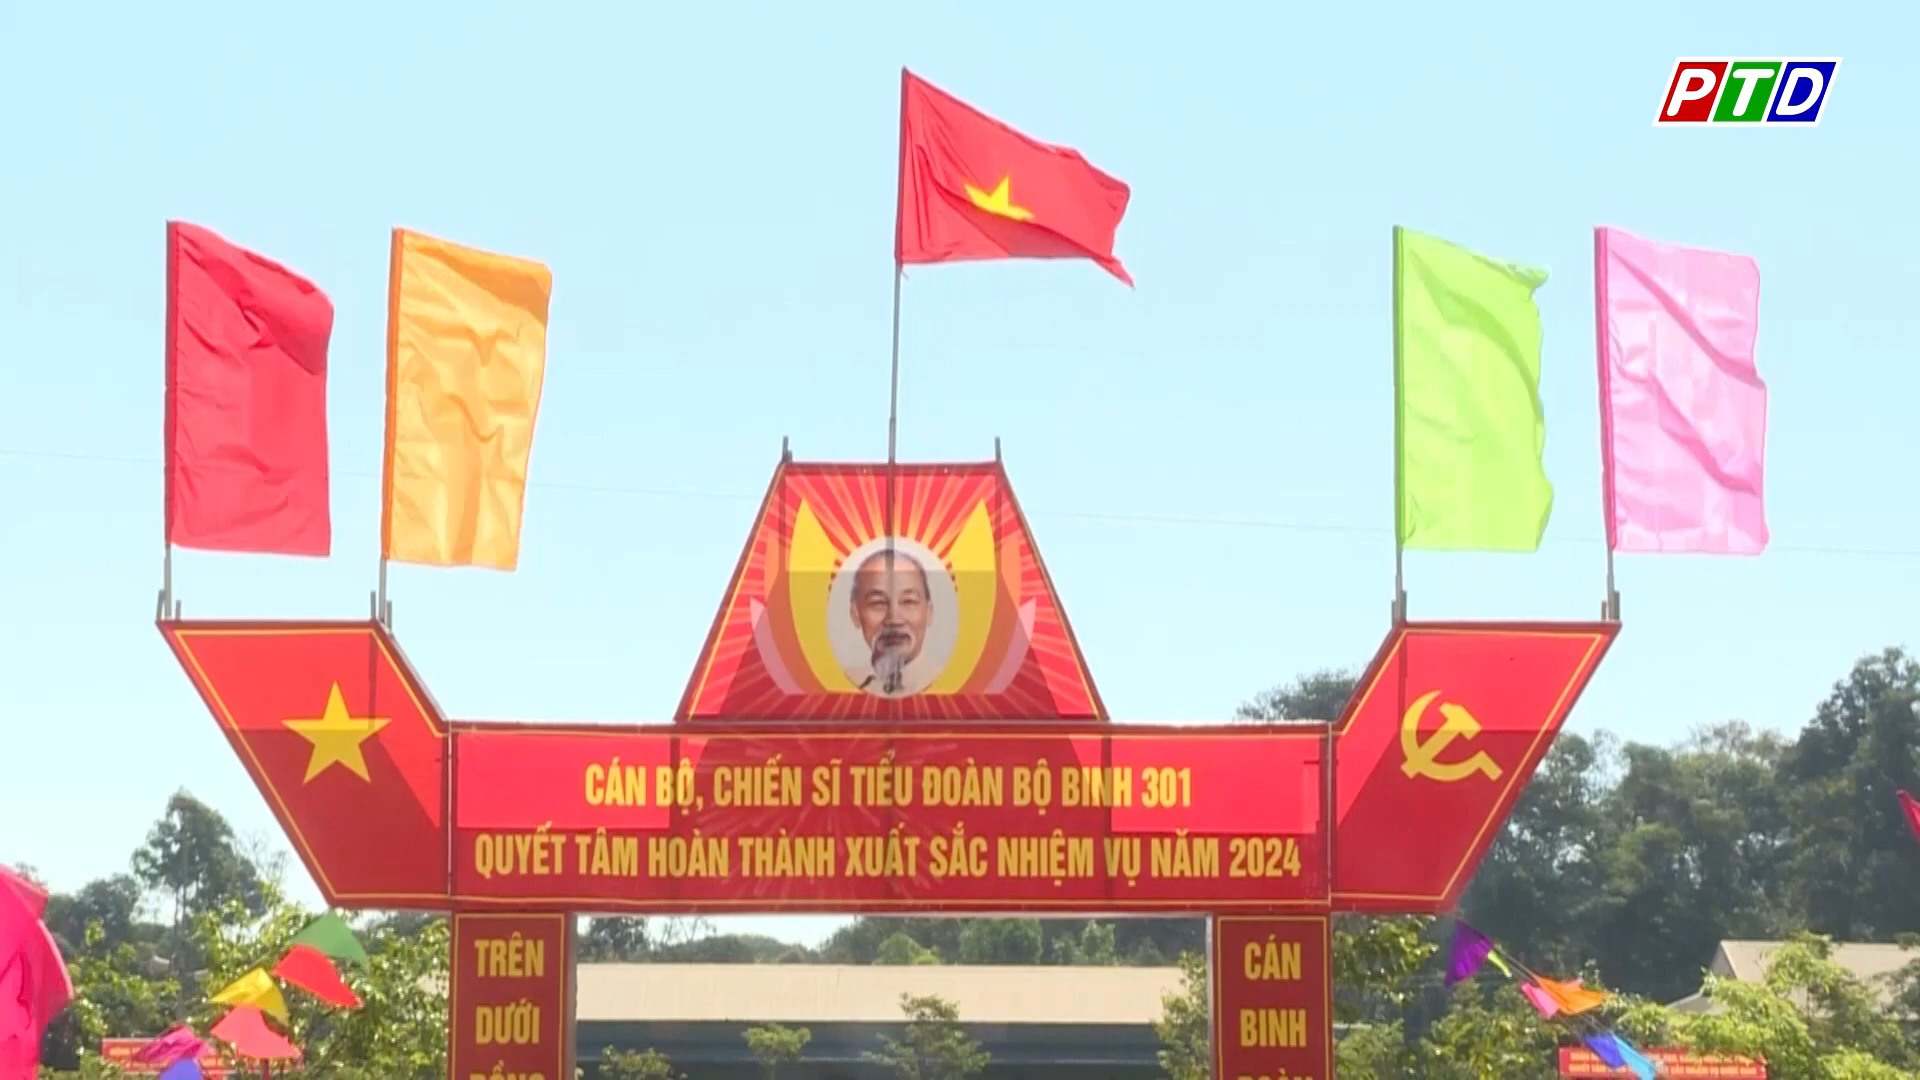 PTD
CÁN BỘ, CHIẾN SĨ TIỂU ĐOÀN BỘ BINH 301
QUYẾT TÂM HOÀN THÀNH XUẤT SẮC NHIỆM VỤ NĂM 2024
TRÊN
DƯỚI
CÁN
BINH